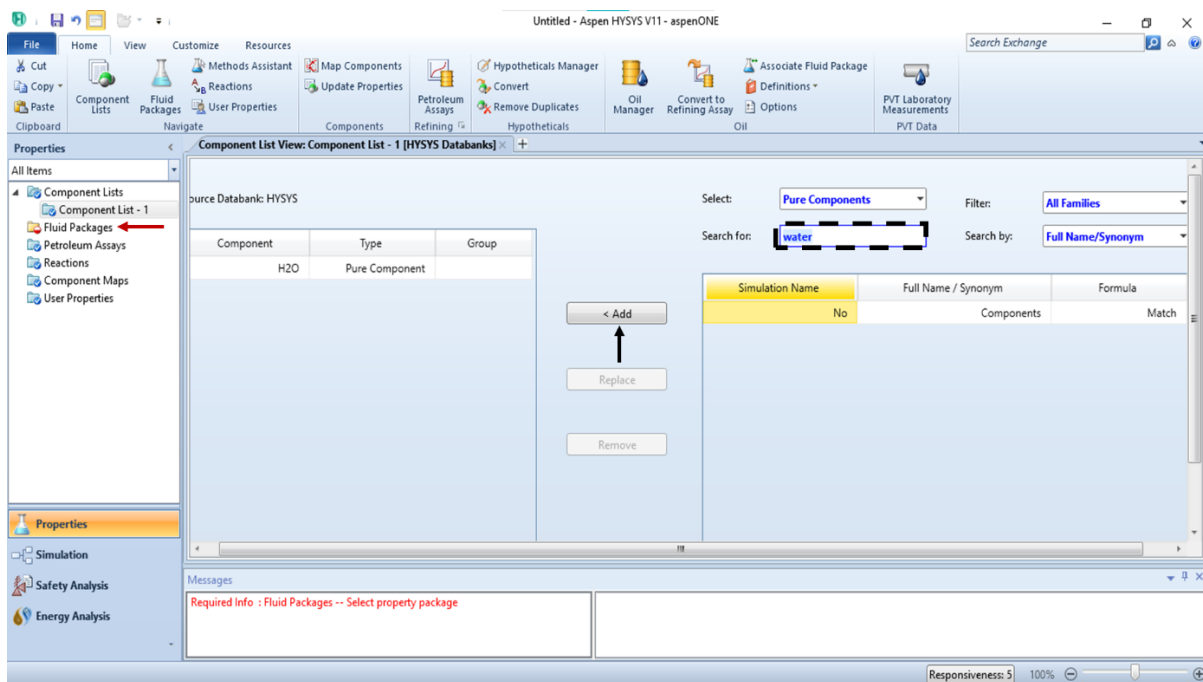 Untitled - Aspen HYSYS V11 - aspenONE
File Home View Customize Resources
Search Exchange
Cut
Copy
Paste
Clipboard
Component Lists
Fluid Packages
Methods Assistant
Reactions
User Properties
Navigate
Map Components
Update Properties
Components
Petroleum Assays
Refining
Hypotheticals Manager
Convert
Remove Duplicates
Hypotheticals
Oil Manager
Convert to Refining Assay
Associate Fluid Package
Definitions
Options
Oil
PVT Laboratory Measurements
PVT Data
Properties
All Items
Component Lists
Component List - 1
Fluid Packages
Petroleum Assays
Reactions
Component Maps
User Properties
Properties
Simulation
Safety Analysis
Energy Analysis
Component List View: Component List - 1 [HYSYS Databanks]
ource Databank: HYSYS
Component Type Group
H2O Pure Component
< Add
Replace
Remove
Select: Pure Components Filter: All Families
Search for: water Search by: Full Name/Synonym
Simulation Name Full Name / Synonym Formula
No Components Match
Messages
Required Info : Fluid Packages -- Select property package
Responsiveness: 5 100%